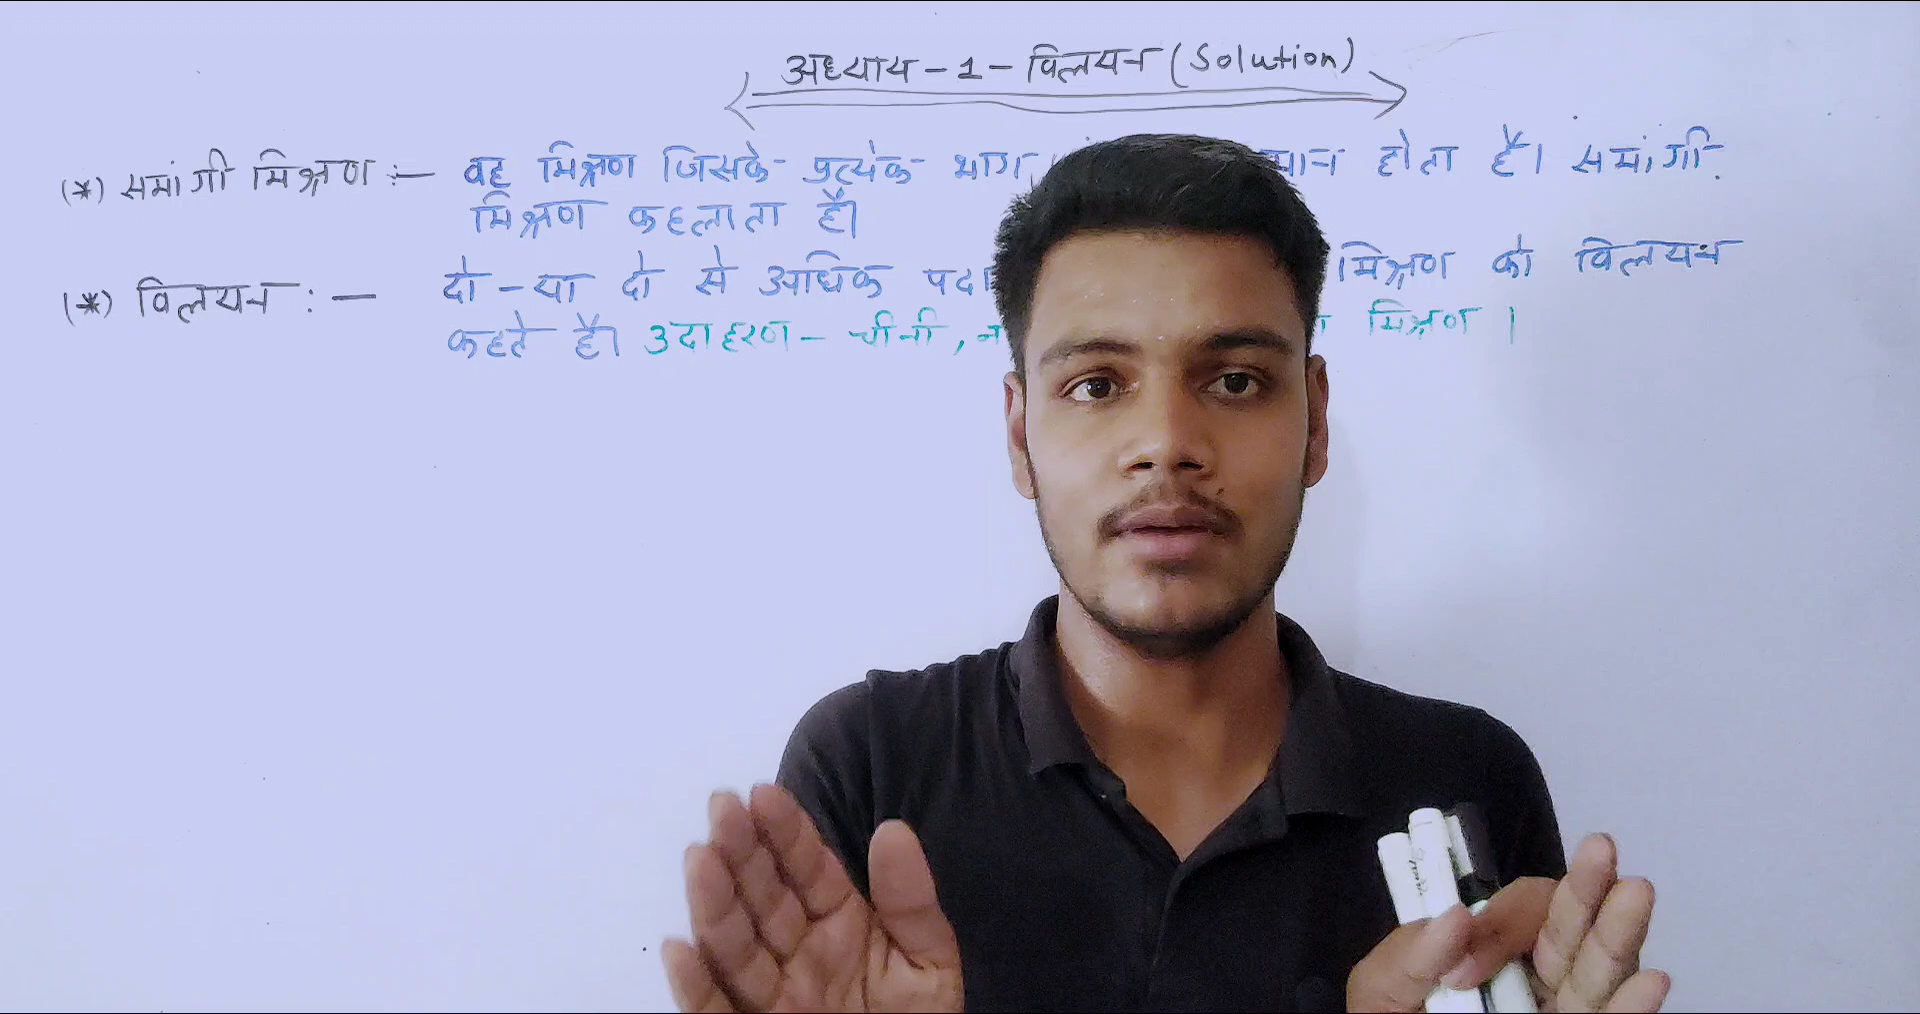 अध्याय - 1 - विलयन (Solution)
(*) समांगी मिश्रण :- वह मिश्रण जिसके प्रत्येक भाग होता है। समांगी
मिश्रण कहलाता है।
(*) विलयन :- दो - या दो से अधिक मिश्रण को विलयन
कहते है। उदाहरण - चीनी, मिश्रण ।